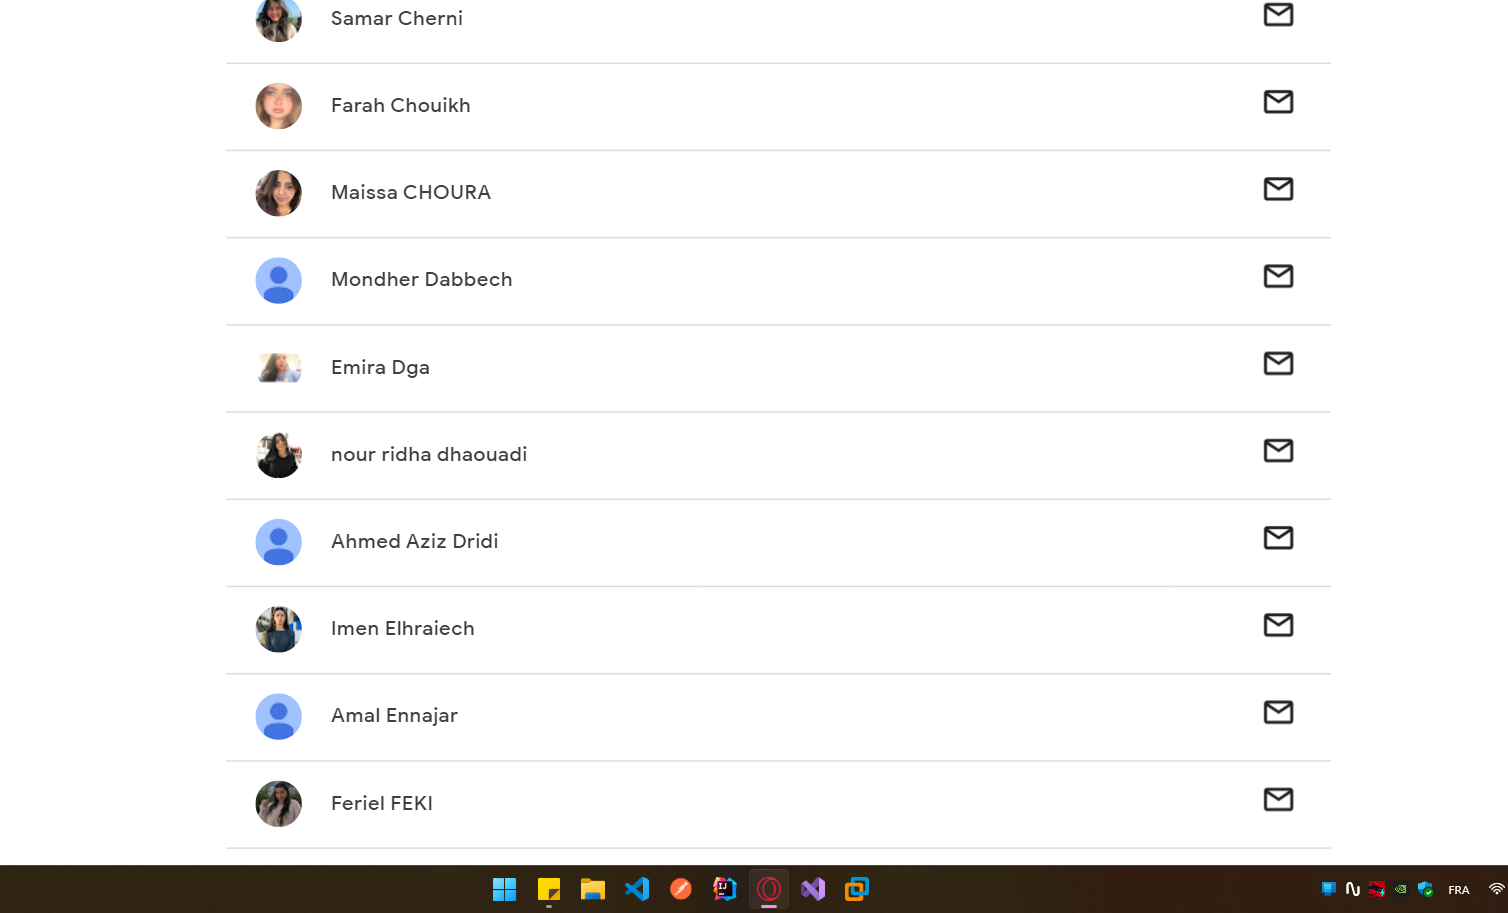 Samar Cherni
Farah Chouikh
Maissa CHOURA
Mondher Dabbech
Emira Dga
nour ridha dhaouadi
Ahmed Aziz Dridi
Imen Elhraiech
Amal Ennajar
Feriel FEKI
IJ
FRA